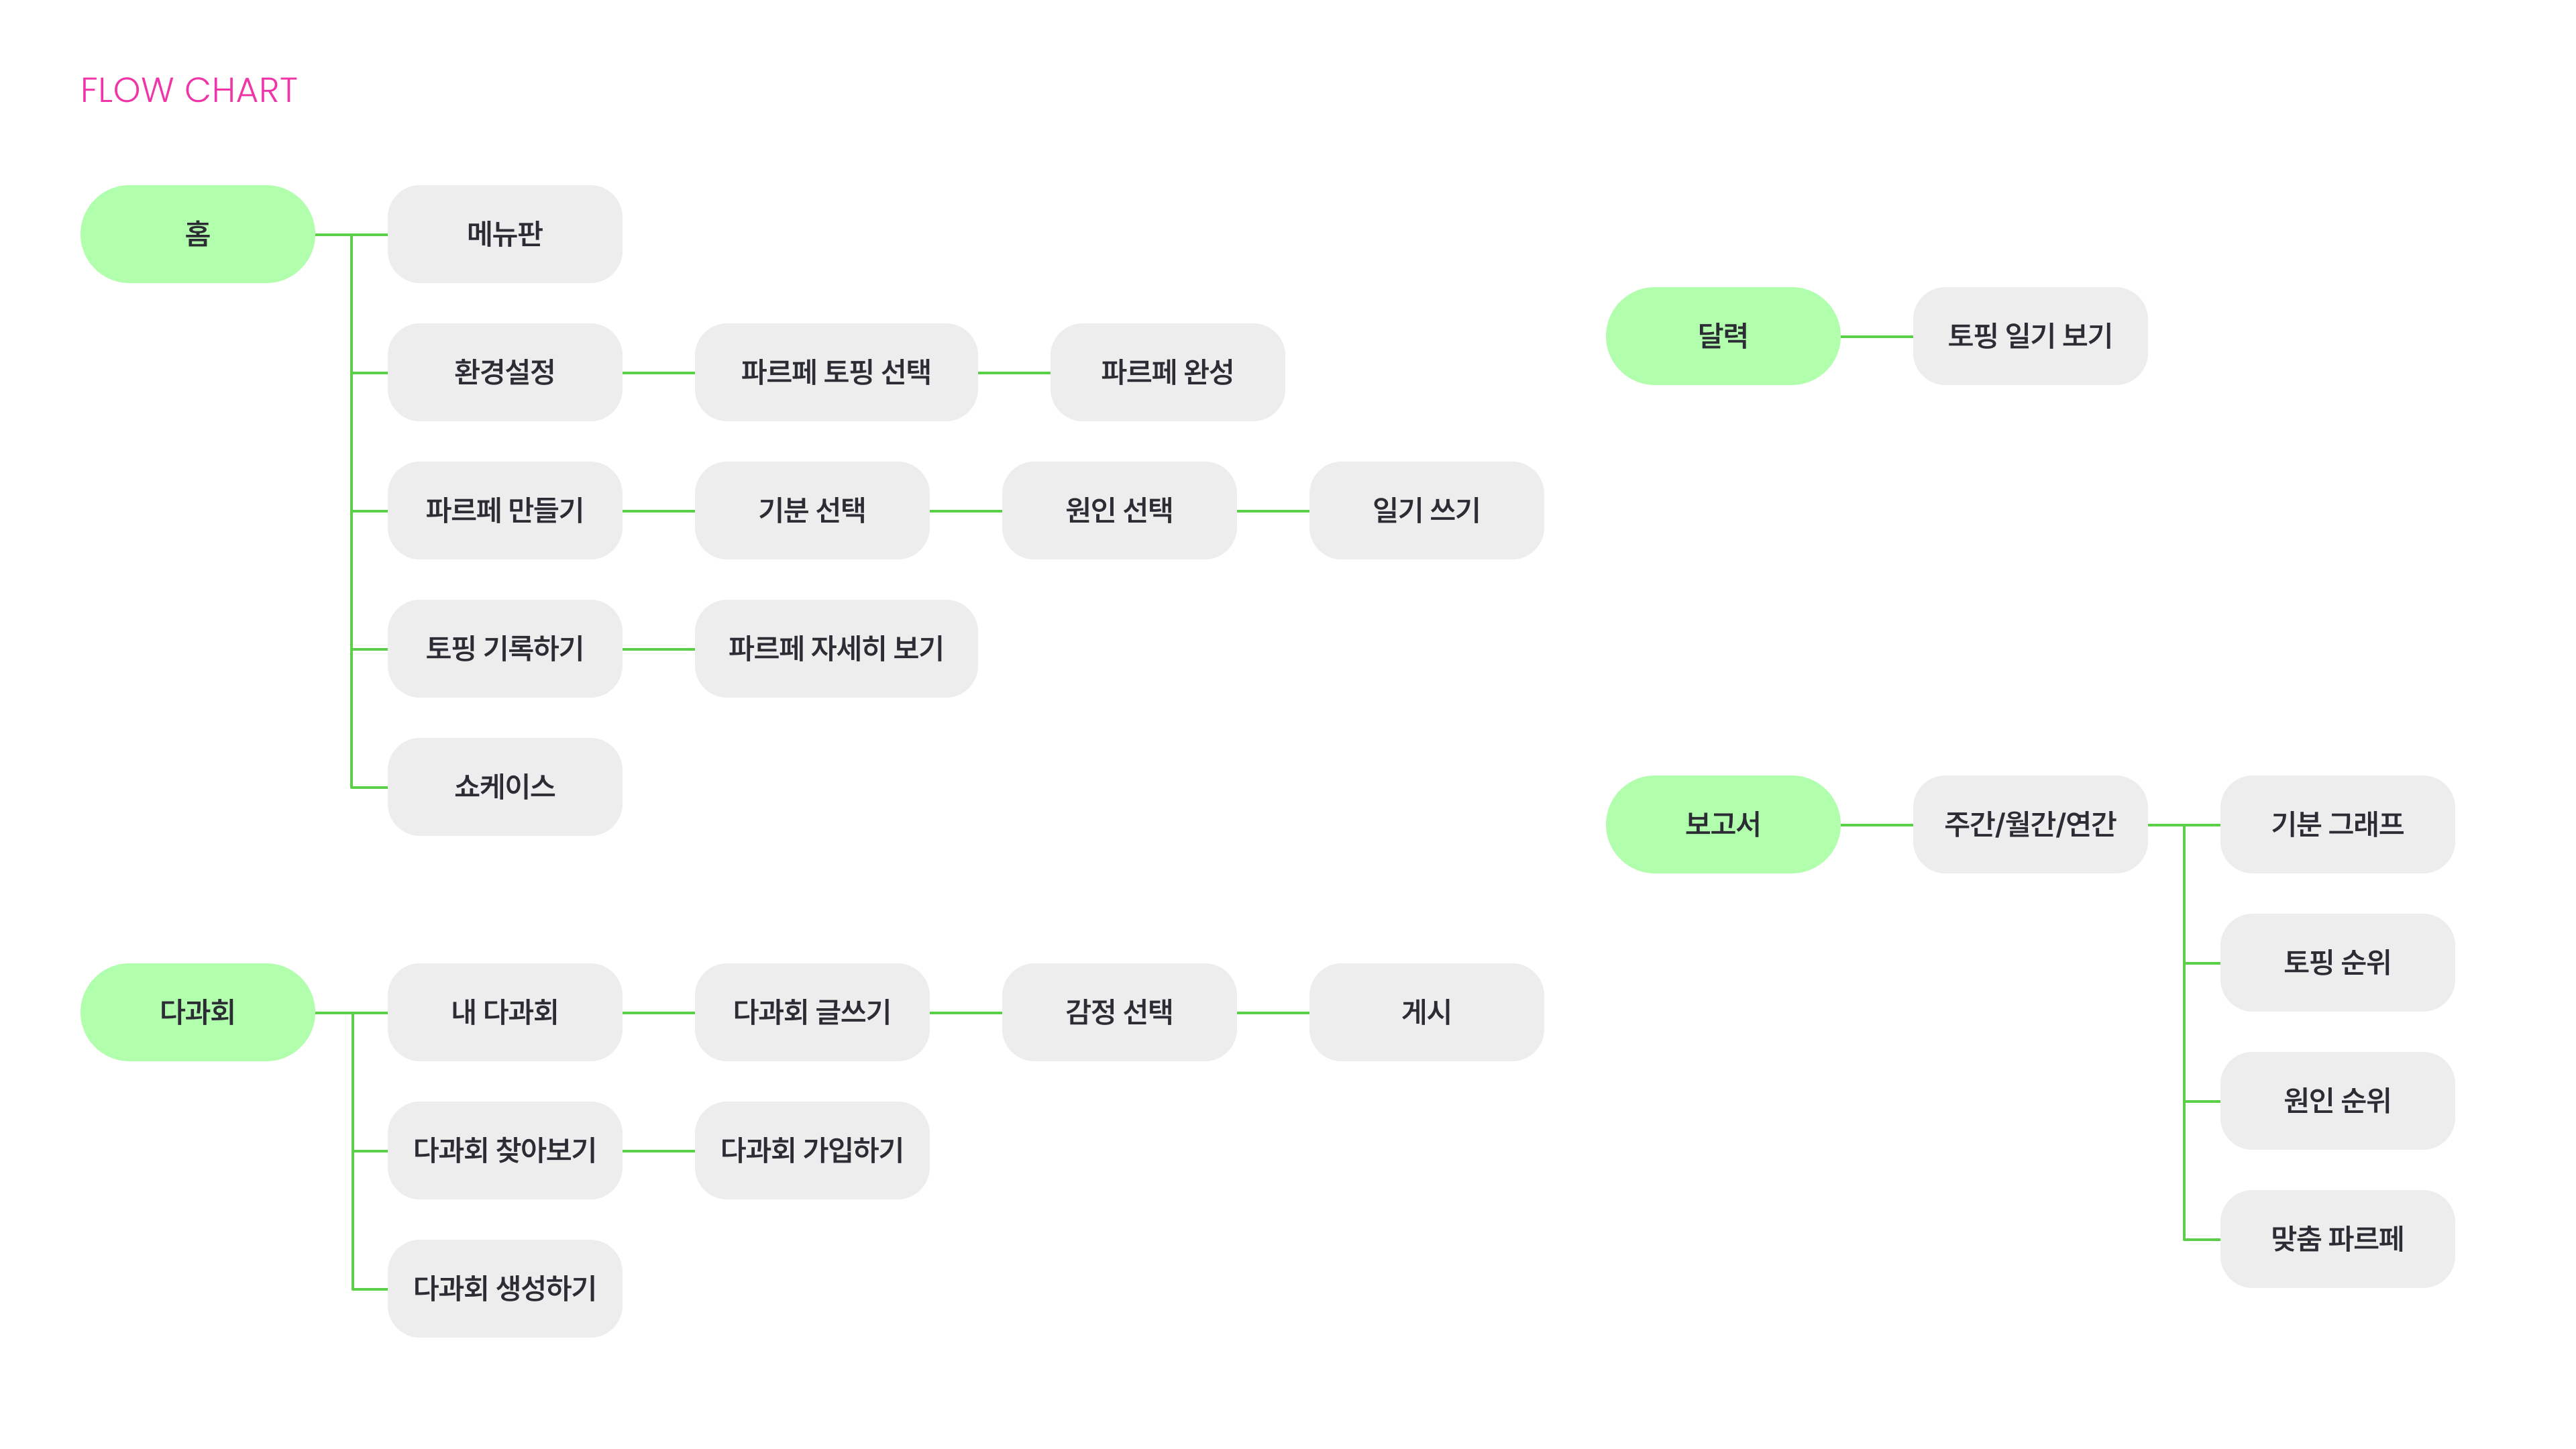 FLOW CHART
홈
메뉴판
환경설정
파르페 토핑 선택
파르페 완성
파르페 만들기
기분 선택
원인 선택
일기 쓰기
토핑 기록하기
파르페 자세히 보기
쇼케이스
다과회
내 다과회
다과회 글쓰기
감정 선택
게시
다과회 찾아보기
다과회 가입하기
다과회 생성하기
달력
토핑 일기 보기
보고서
주간/월간/연간
기분 그래프
토핑 순위
원인 순위
맞춤 파르페